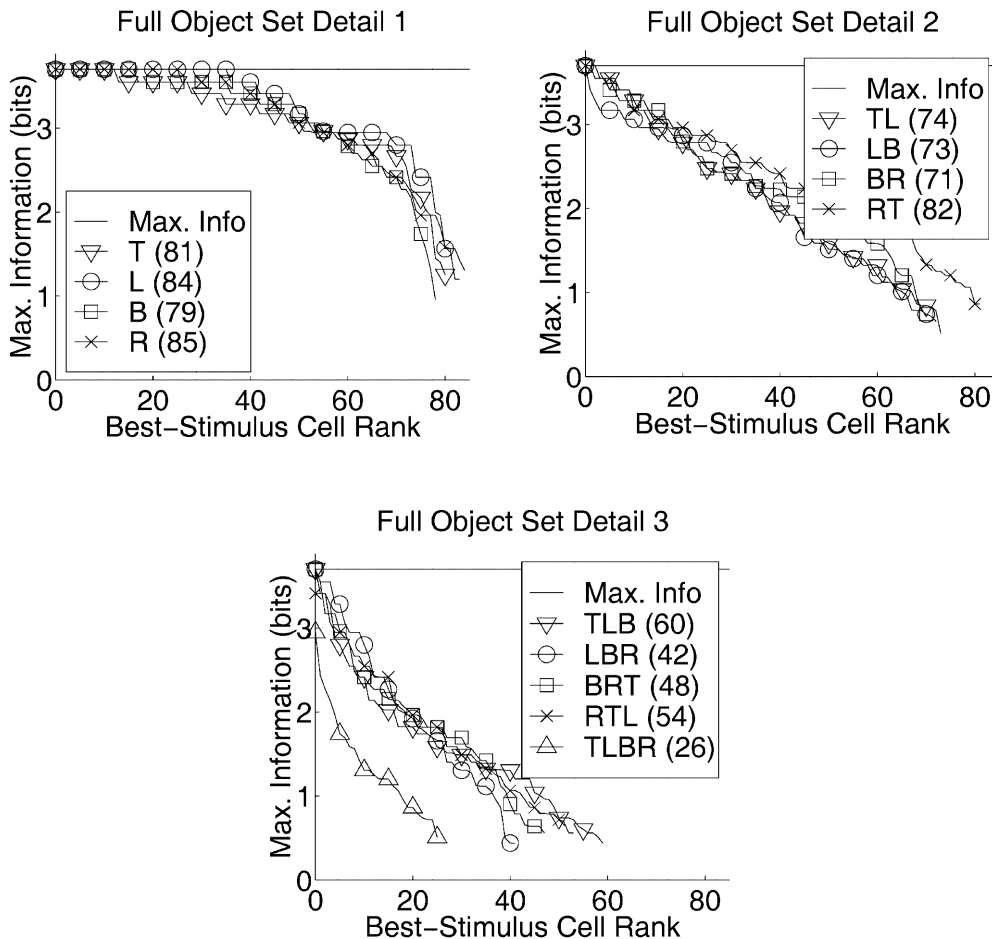 Full Object Set Detail 1
Max. Information (bits)
3
2
1
0
Max. Info
T (81)
L (84)
B (79)
R (85)
0 20 40 60 80
Best−Stimulus Cell Rank
Full Object Set Detail 2
Max. Information (bits)
3
2
1
0
Max. Info
TL (74)
LB (73)
BR (71)
RT (82)
0 20 40 60 80
Best−Stimulus Cell Rank
Full Object Set Detail 3
Max. Information (bits)
3
2
1
0
Max. Info
TLB (60)
LBR (42)
BRT (48)
RTL (54)
TLBR (26)
0 20 40 60 80
Best−Stimulus Cell Rank